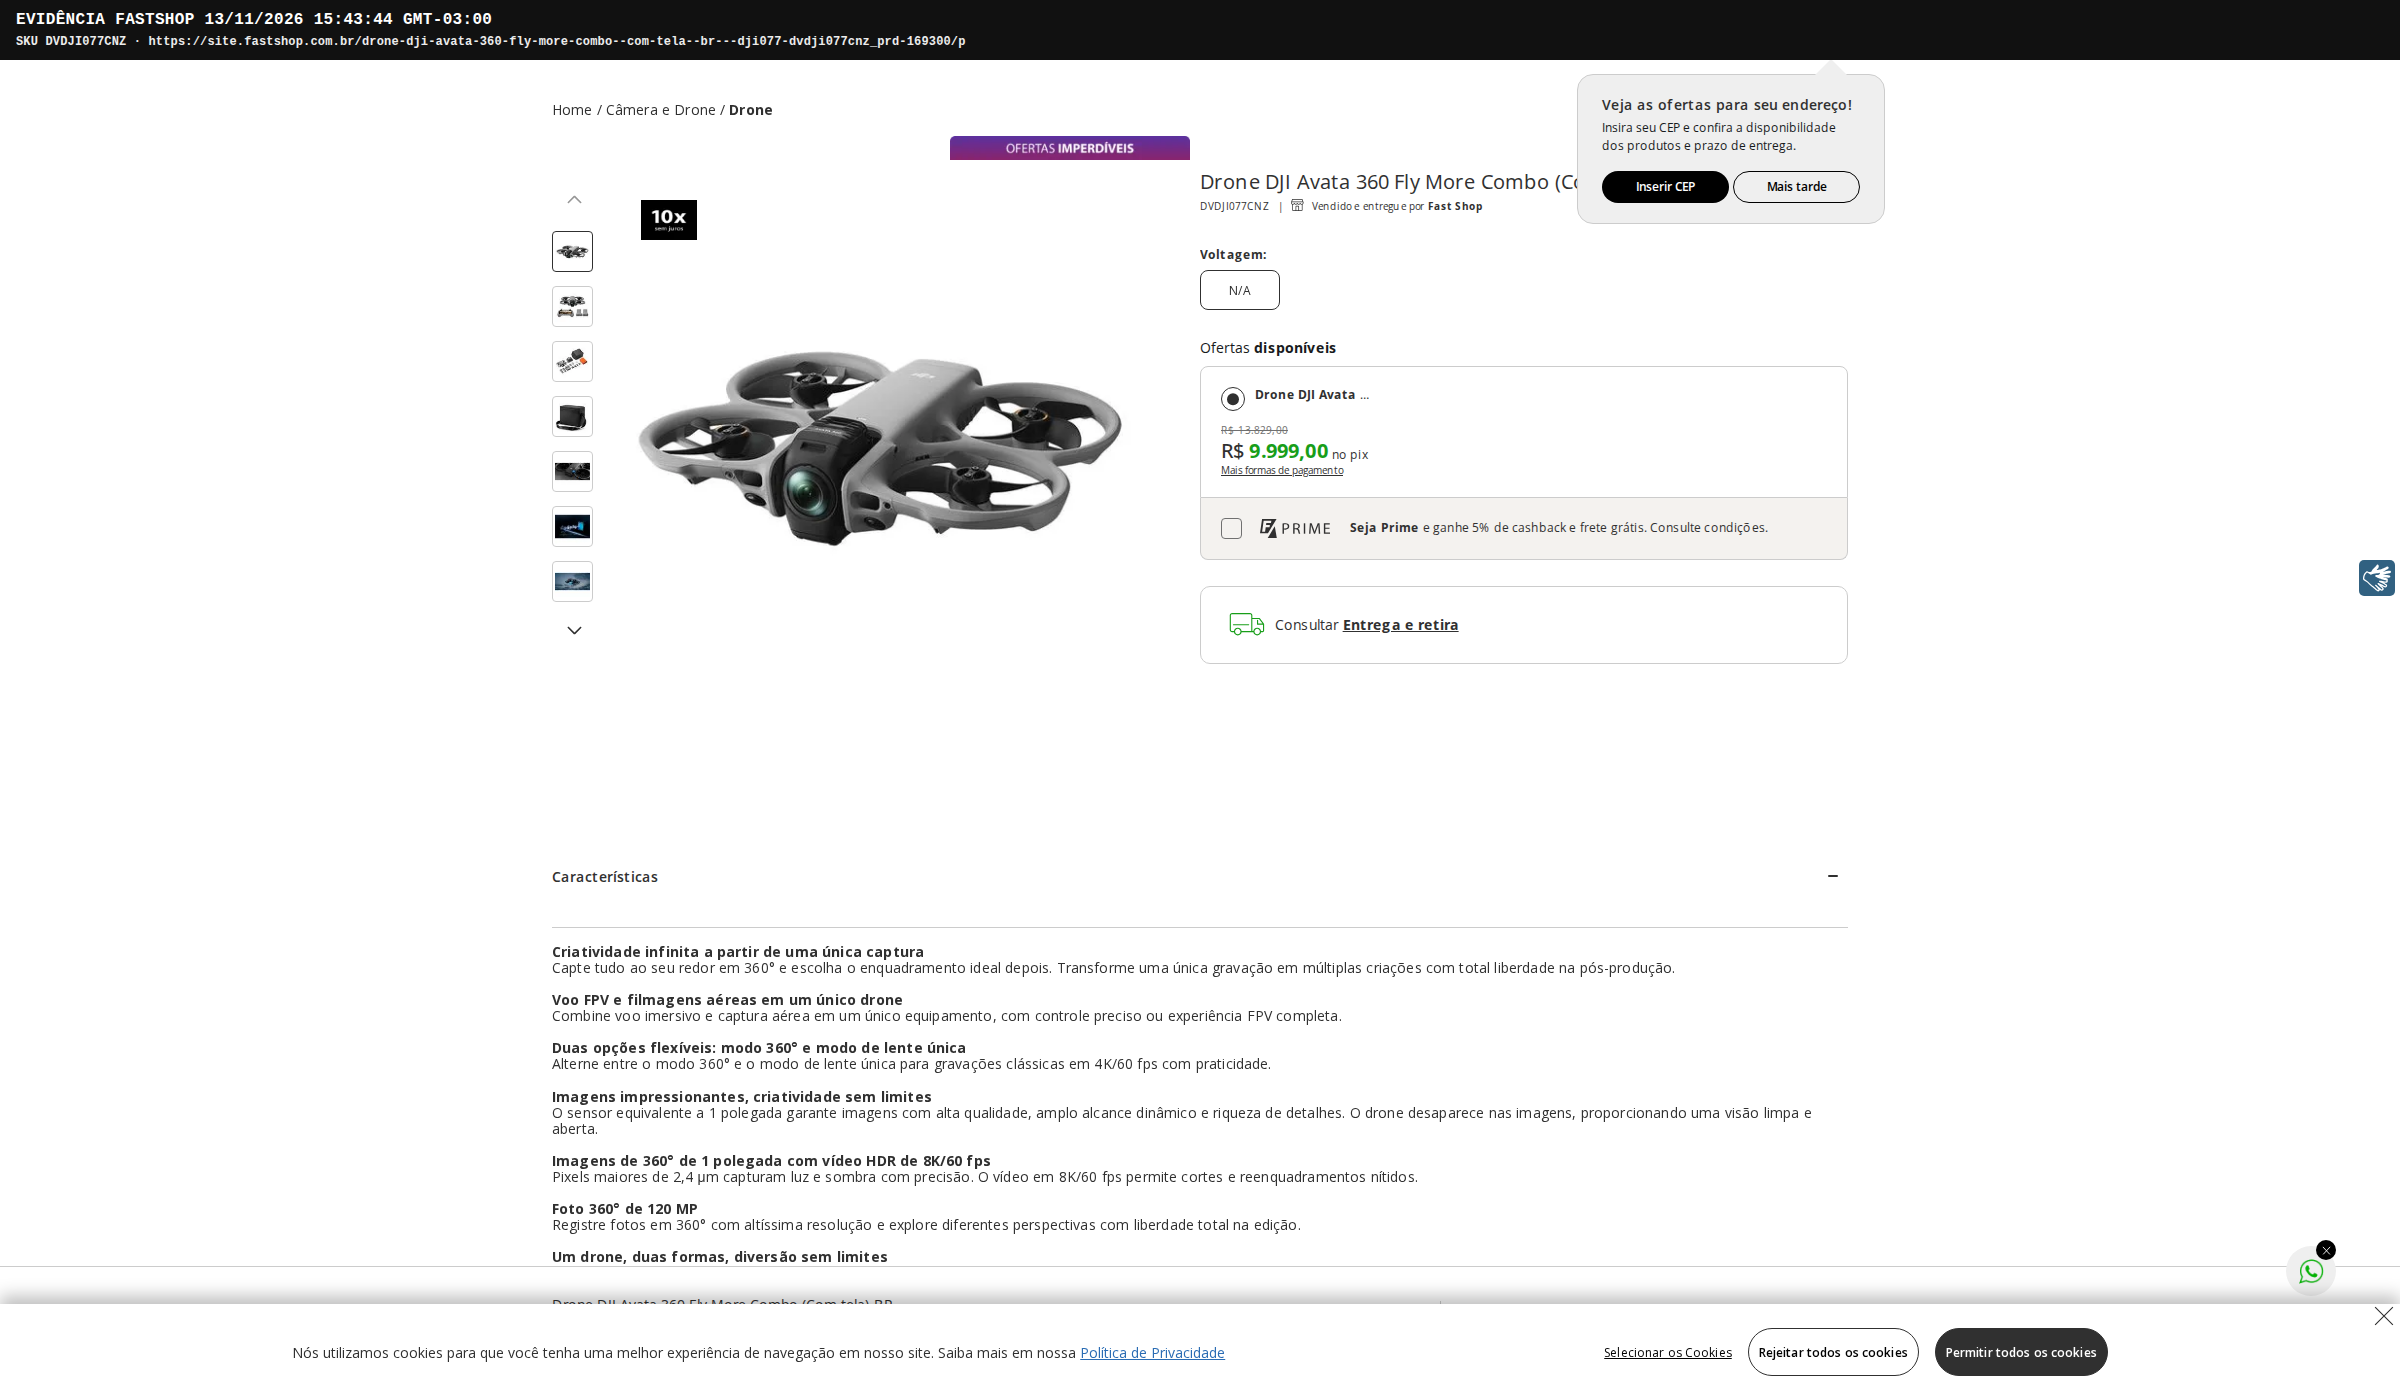 EVIDÊNCIA FASTSHOP 13/11/2026 15:43:44 GMT-03:00
SKU DVDJI077CNZ · https://site.fastshop.com.br/drone-dji-avata-360-fly-more-combo--com-tela--br---dji077-dvdji077cnz_prd-169300/p
Home / Câmera e Drone / Drone
Veja as ofertas para seu endereço!
Insira seu CEP e confira a disponibilidade
dos produtos e prazo de entrega.
Inserir CEP
Mais tarde
OFERTAS IMPERDÍVEIS
10x
sem juros
Drone DJI Avata 360 Fly More Combo
DVDJI077CNZ | Vendido e entregue por Fast Shop
Voltagem:
N/A
Ofertas disponíveis
Drone DJI Avata ...
R$ 13.829,00
R$ 9.999,00 no pix
Mais formas de pagamento
PRIME
Seja Prime e ganhe 5% de cashback e frete grátis. Consulte condições.
Consultar Entrega e retira
Características
Criatividade infinita a partir de uma única captura
Capte tudo ao seu redor em 360° e escolha o enquadramento ideal depois. Transforme uma única gravação em múltiplas criações com total liberdade na pós-produção.
Voo FPV e filmagens aéreas em um único drone
Combine voo imersivo e captura aérea em um único equipamento, com controle preciso ou experiência FPV completa.
Duas opções flexíveis: modo 360° e modo de lente única
Alterne entre o modo 360° e o modo de lente única para gravações clássicas em 4K/60 fps com praticidade.
Imagens impressionantes, criatividade sem limites
O sensor equivalente a 1 polegada garante imagens com alta qualidade, amplo alcance dinâmico e riqueza de detalhes. O drone desaparece nas imagens, proporcionando uma visão limpa e
aberta.
Imagens de 360° de 1 polegada com vídeo HDR de 8K/60 fps
Pixels maiores de 2,4 μm capturam luz e sombra com precisão. O vídeo em 8K/60 fps permite cortes e reenquadramentos nítidos.
Foto 360° de 120 MP
Registre fotos em 360° com altíssima resolução e explore diferentes perspectivas com liberdade total na edição.
Um drone, duas formas, diversão sem limites
Drone DJI Avata 360 Fly More Combo (Com tela) BR
Nós utilizamos cookies para que você tenha uma melhor experiência de navegação em nosso site. Saiba mais em nossa Política de Privacidade
Selecionar os Cookies
Rejeitar todos os cookies
Permitir todos os cookies